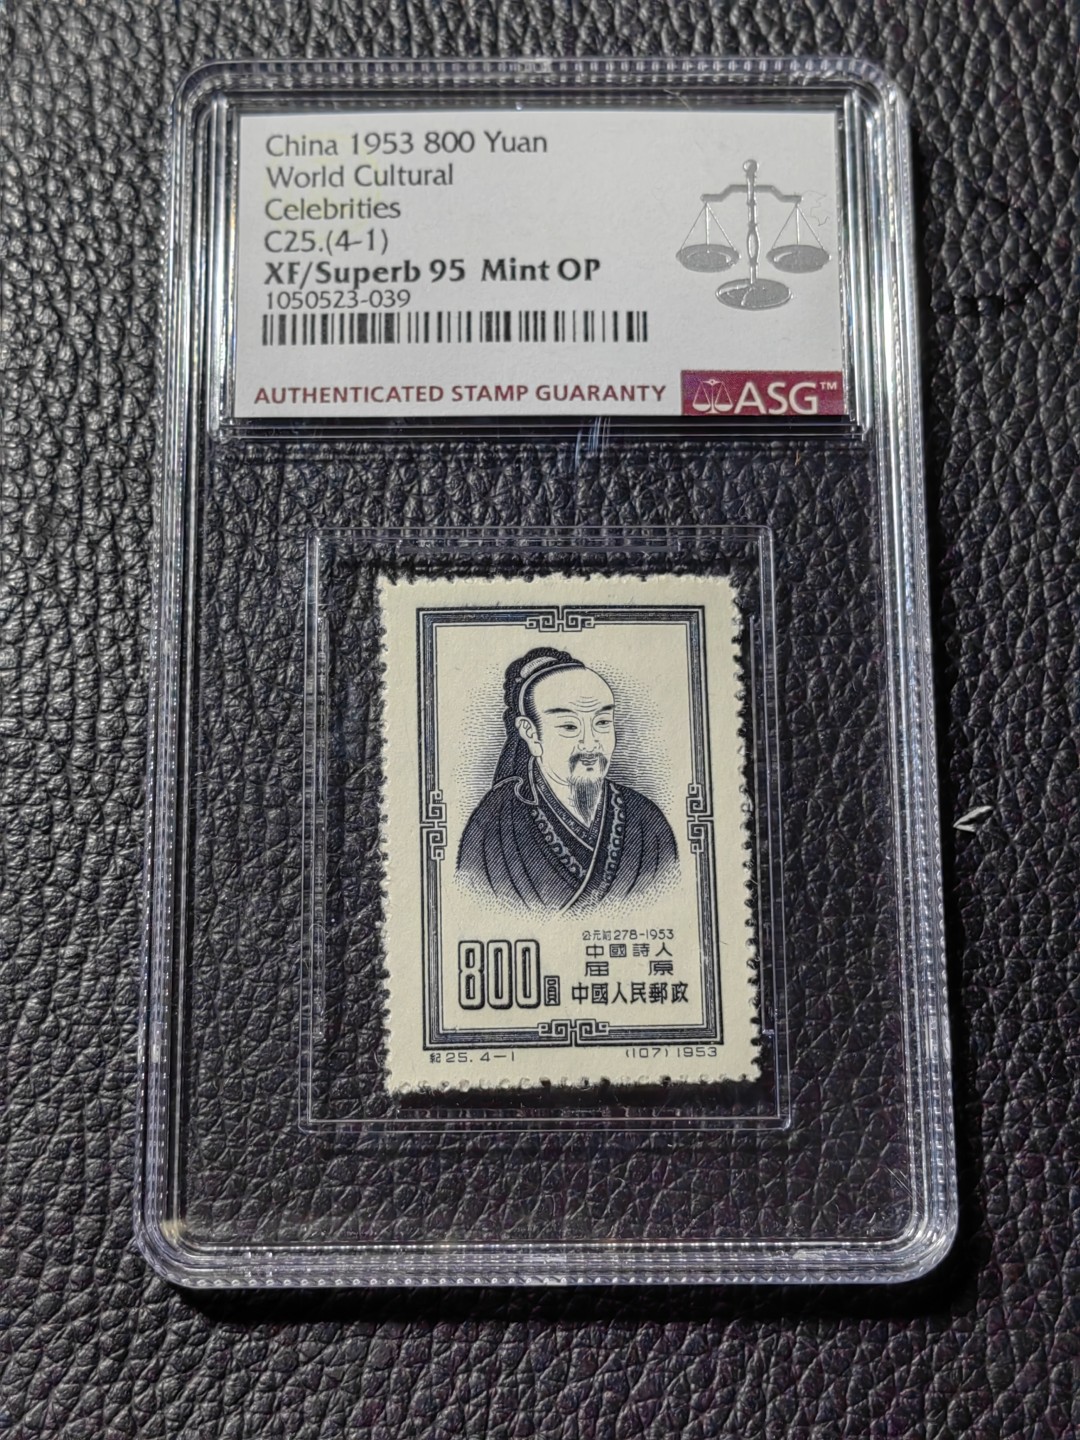 China 1953 800 Yuan
World Cultural
Celebrities
C25.(4-1)
XF/Superb 95 Mint OP
1050523-039
AUTHENTICATED STAMP GUARANTY
ASG™
公元前278-1953
中國詩人
屈原
800圓
中國人民郵政
紀25.4-1
(107)1953